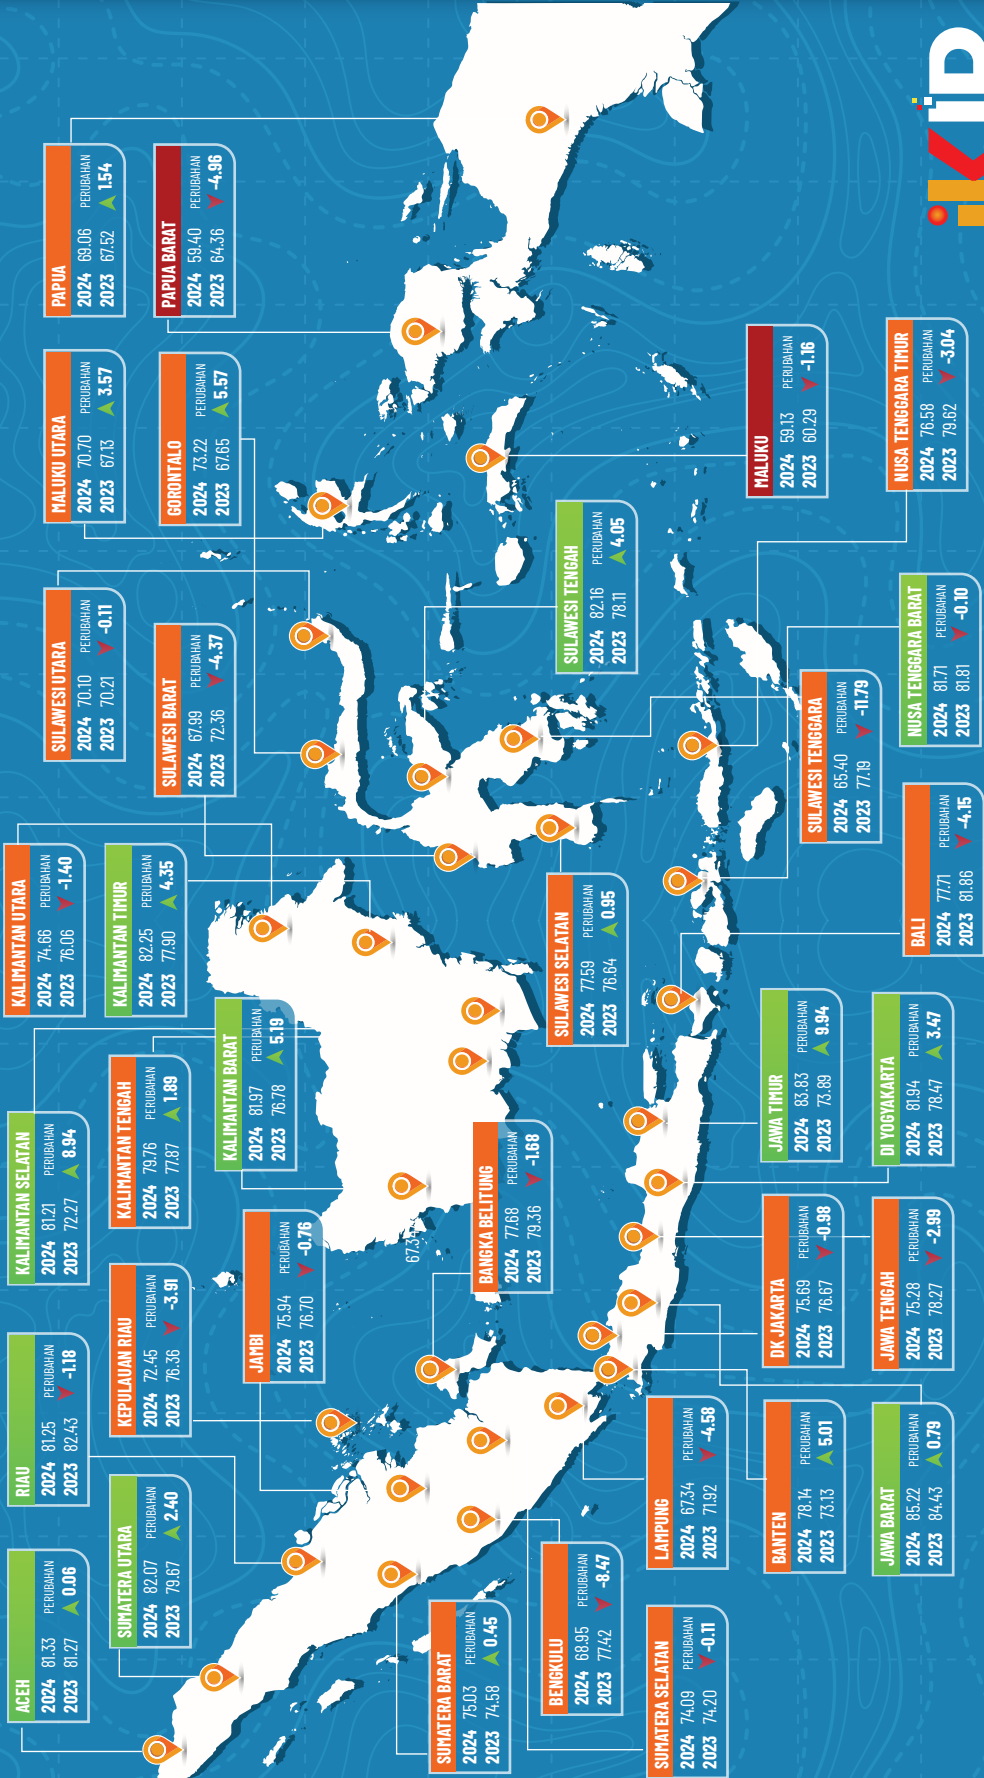 ACEH
2024 81.33 PERUBAHAN
2023 81.27 0.06
RIAU
2024 81.25 PERUBAHAN
2023 82.43 -1.18
KALIMANTAN SELATAN
2024 81.21 PERUBAHAN
2023 72.27 8.94
KALIMANTAN UTARA
2024 74.66 PERUBAHAN
2023 76.06 -1.40
SULAWESI UTARA
2024 70.10 PERUBAHAN
2023 70.21 -0.11
MALUKU UTARA
2024 70.70 PERUBAHAN
2023 67.13 3.57
PAPUA
2024 69.06 PERUBAHAN
2023 67.52 1.54
SUMATERA UTARA
2024 82.07 PERUBAHAN
2023 79.67 2.40
KEPULAUAN RIAU
2024 72.45 PERUBAHAN
2023 76.36 -3.91
KALIMANTAN TENGAH
2024 79.76 PERUBAHAN
2023 77.87 1.89
KALIMANTAN TIMUR
2024 82.25 PERUBAHAN
2023 77.90 4.35
SULAWESI BARAT
2024 67.99 PERUBAHAN
2023 72.36 -4.37
GORONTALO
2024 73.22 PERUBAHAN
2023 67.65 5.57
PAPUA BARAT
2024 59.40 PERUBAHAN
2023 64.36 -4.96
JAMBI
2024 75.94 PERUBAHAN
2023 76.70 -0.76
KALIMANTAN BARAT
2024 81.97 PERUBAHAN
2023 76.78 5.19
67.34
SUMATERA BARAT
2024 75.03 PERUBAHAN
2023 74.58 0.45
BANGKA BELITUNG
2024 77.68 PERUBAHAN
2023 79.36 -1.68
BENGKULU
2024 68.95 PERUBAHAN
2023 77.42 -8.47
SULAWESI SELATAN
2024 77.59 PERUBAHAN
2023 76.64 0.95
SULAWESI TENGAH
2024 82.16 PERUBAHAN
2023 78.11 4.05
SUMATERA SELATAN
2024 74.09 PERUBAHAN
2023 74.20 -0.11
LAMPUNG
2024 67.34 PERUBAHAN
2023 71.92 -4.58
BANTEN
2024 78.14 PERUBAHAN
2023 73.13 5.01
DK JAKARTA
2024 75.69 PERUBAHAN
2023 76.67 -0.98
JAWA TIMUR
2024 83.83 PERUBAHAN
2023 73.89 9.94
SULAWESI TENGGARA
2024 65.40 PERUBAHAN
2023 77.19 -11.79
MALUKU
2024 59.13 PERUBAHAN
2023 60.29 -1.16
JAWA BARAT
2024 85.22 PERUBAHAN
2023 84.43 0.79
JAWA TENGAH
2024 75.28 PERUBAHAN
2023 78.27 -2.99
DI YOGYAKARTA
2024 81.94 PERUBAHAN
2023 78.47 3.47
BALI
2024 77.71 PERUBAHAN
2023 81.86 -4.15
NUSA TENGGARA BARAT
2024 81.71 PERUBAHAN
2023 81.81 -0.10
NUSA TENGGARA TIMUR
2024 76.58 PERUBAHAN
2023 79.62 -3.04
iKIP